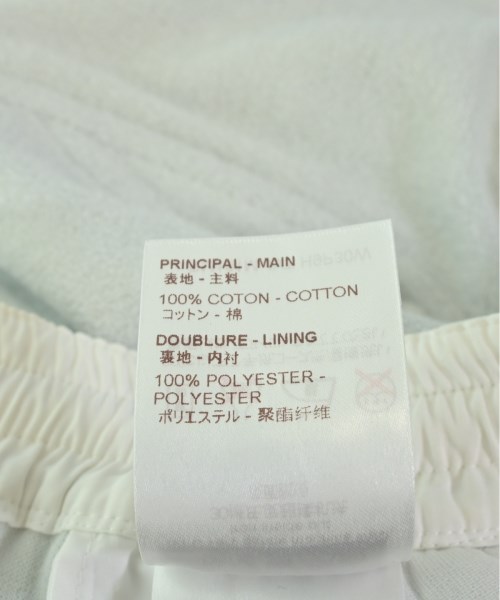 PRINCIPAL - MAIN
表地 - 主料
100% COTON - COTTON
コットン - 棉
DOUBLURE - LINING
裏地 - 内衬
100% POLYESTER -
POLYESTER
ポリエステル - 聚酯纤维